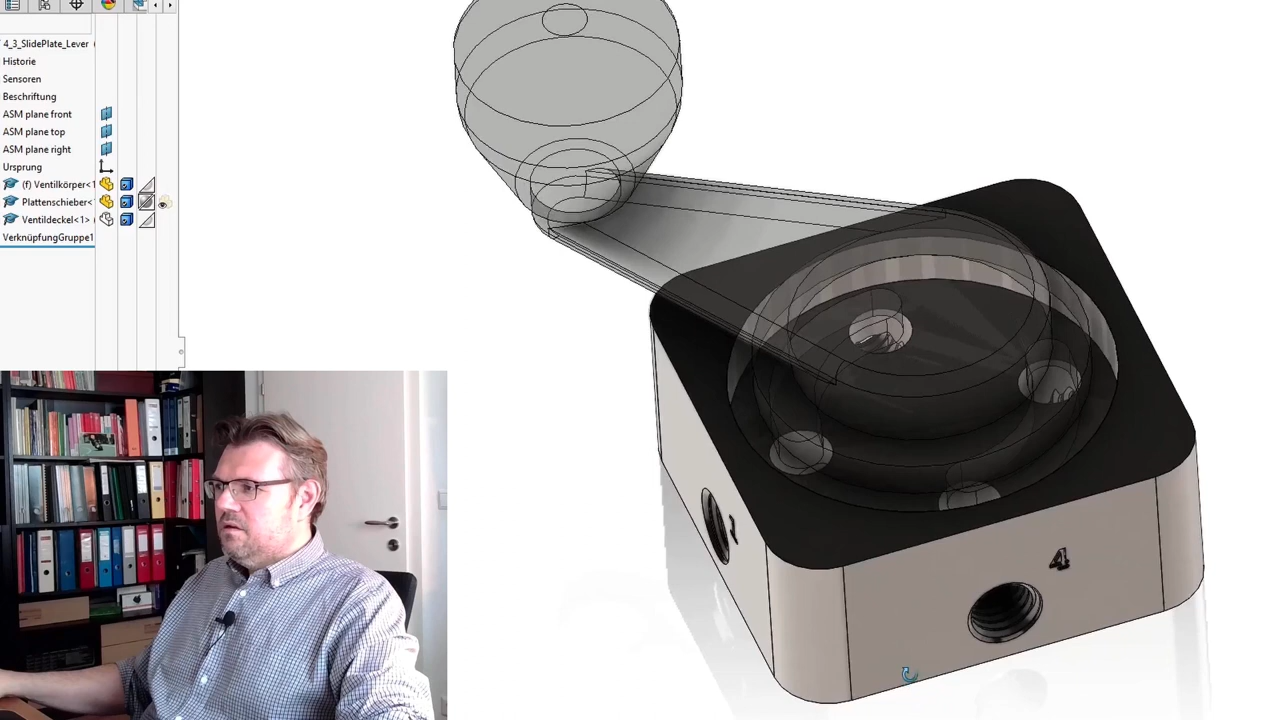 4_3_SlidePlate_Lever (
Historie
Sensoren
Beschriftung
ASM plane front
ASM plane top
ASM plane right
Ursprung
(f) Ventilkörper<1
Plattenschieber<
Ventildeckel<1> (
VerknüpfungGruppe1
1
4